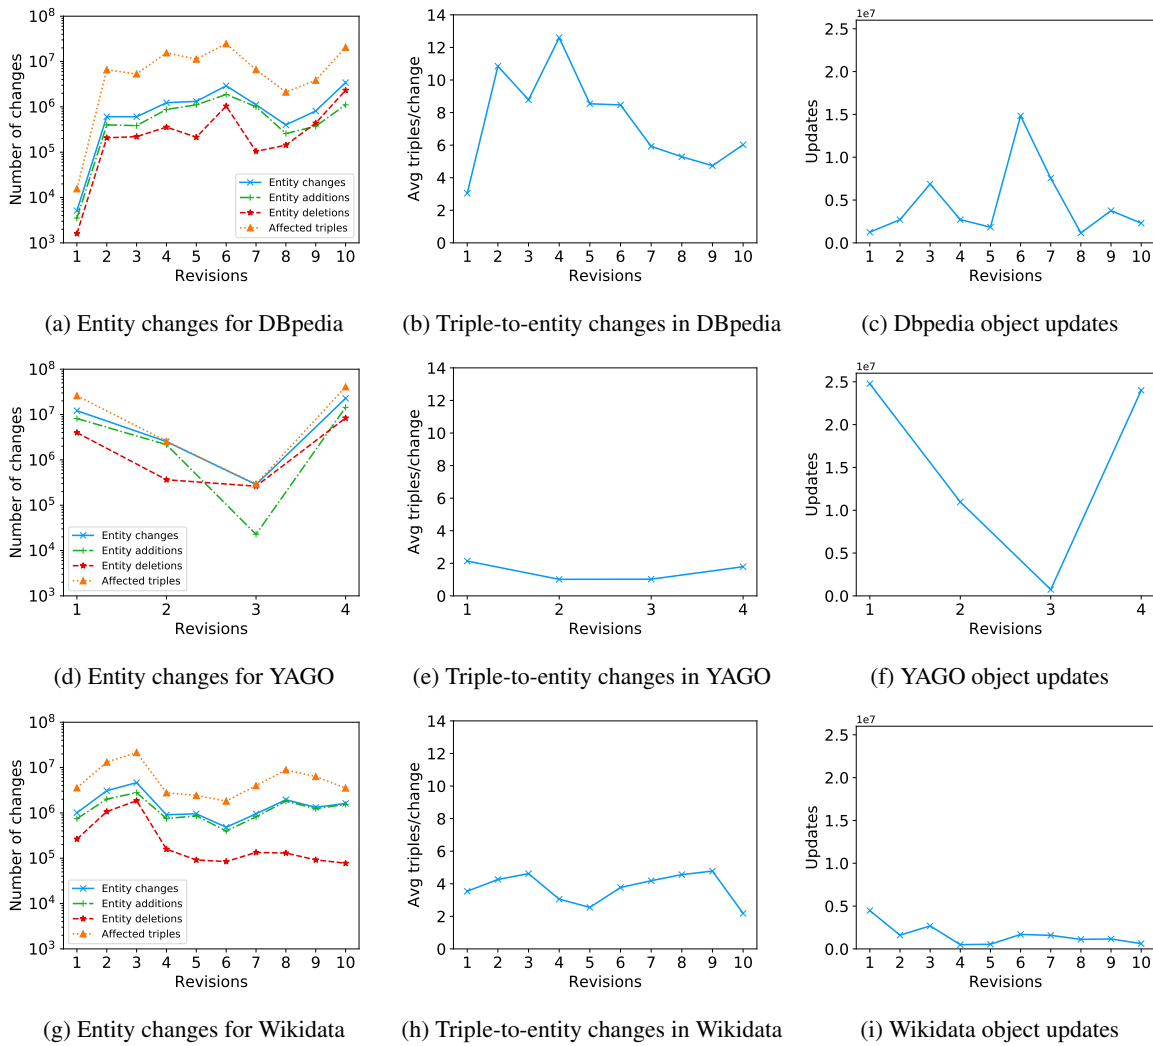 10^8
10^7
10^6
10^5
10^4
10^3
Number of changes
Entity changes
Entity additions
Entity deletions
Affected triples
1 2 3 4 5 6 7 8 9 10
Revisions
14
12
10
8
6
4
2
0
Avg triples/change
1 2 3 4 5 6 7 8 9 10
Revisions
1e7
2.5
2.0
1.5
1.0
0.5
0.0
Updates
1 2 3 4 5 6 7 8 9 10
Revisions
(a) Entity changes for DBpedia
(b) Triple-to-entity changes in DBpedia
(c) Dbpedia object updates
10^8
10^7
10^6
10^5
10^4
10^3
Number of changes
Entity changes
Entity additions
Entity deletions
Affected triples
1 2 3 4
Revisions
14
12
10
8
6
4
2
0
Avg triples/change
1 2 3 4
Revisions
1e7
2.5
2.0
1.5
1.0
0.5
0.0
Updates
1 2 3 4
Revisions
(d) Entity changes for YAGO
(e) Triple-to-entity changes in YAGO
(f) YAGO object updates
10^8
10^7
10^6
10^5
10^4
10^3
Number of changes
Entity changes
Entity additions
Entity deletions
Affected triples
1 2 3 4 5 6 7 8 9 10
Revisions
14
12
10
8
6
4
2
0
Avg triples/change
1 2 3 4 5 6 7 8 9 10
Revisions
1e7
2.5
2.0
1.5
1.0
0.5
0.0
Updates
1 2 3 4 5 6 7 8 9 10
Revisions
(g) Entity changes for Wikidata
(h) Triple-to-entity changes in Wikidata
(i) Wikidata object updates